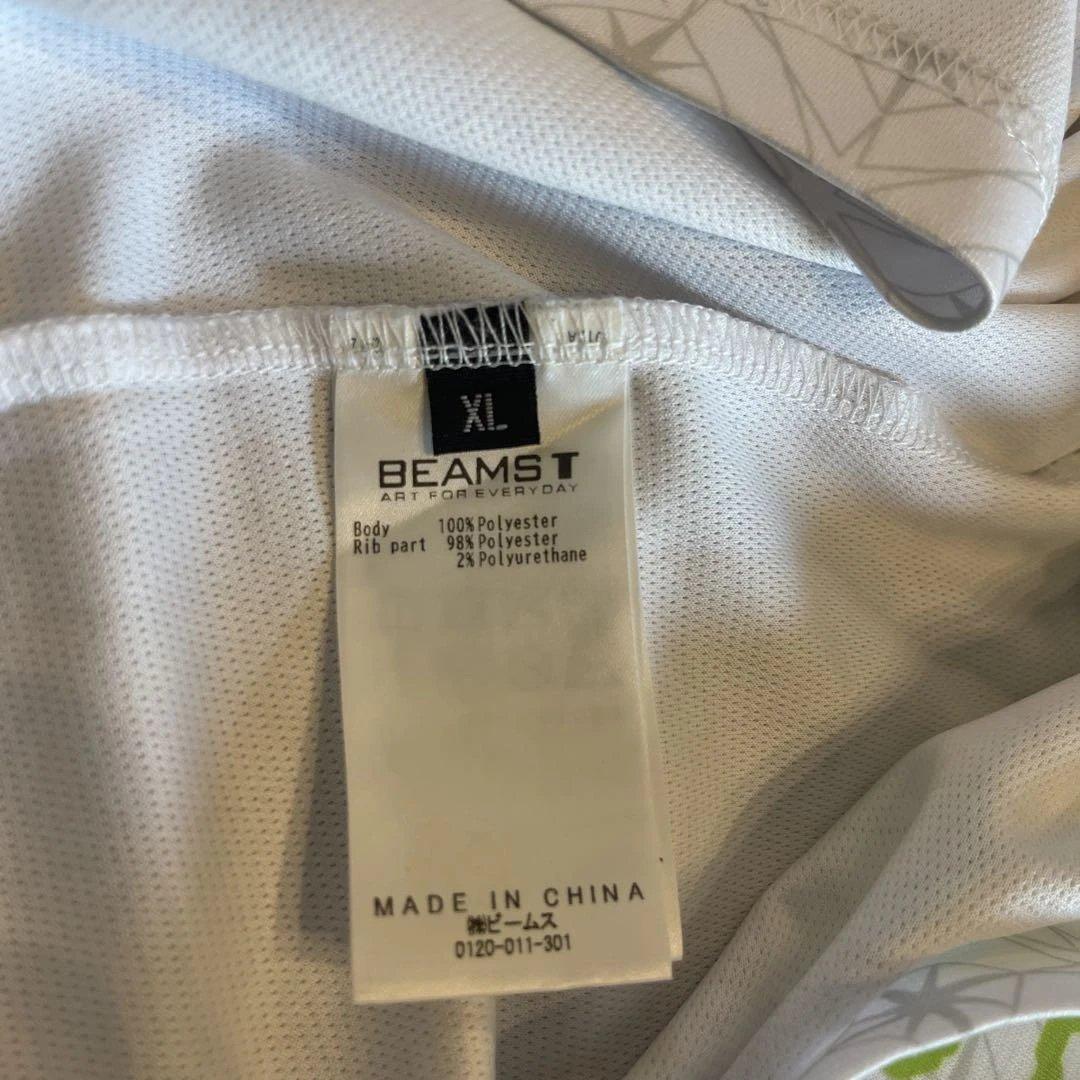 XL
BEAMS T
ART FOR EVERYDAY
Body 100% Polyester
Rib part 98% Polyester
2% Polyurethane
MADE IN CHINA
㈱ビームス
0120-011-301